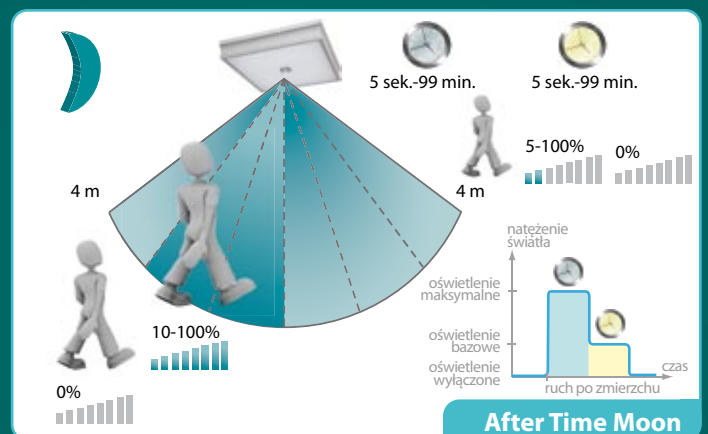 5 sek.-99 min.
5 sek.-99 min.
5-100%
0%
4 m
4 m
10-100%
0%
natężenie
światła
oświetlenie
maksymalne
oświetlenie
bazowe
oświetlenie
wyłączone
czas
ruch po zmierzchu
After Time Moon